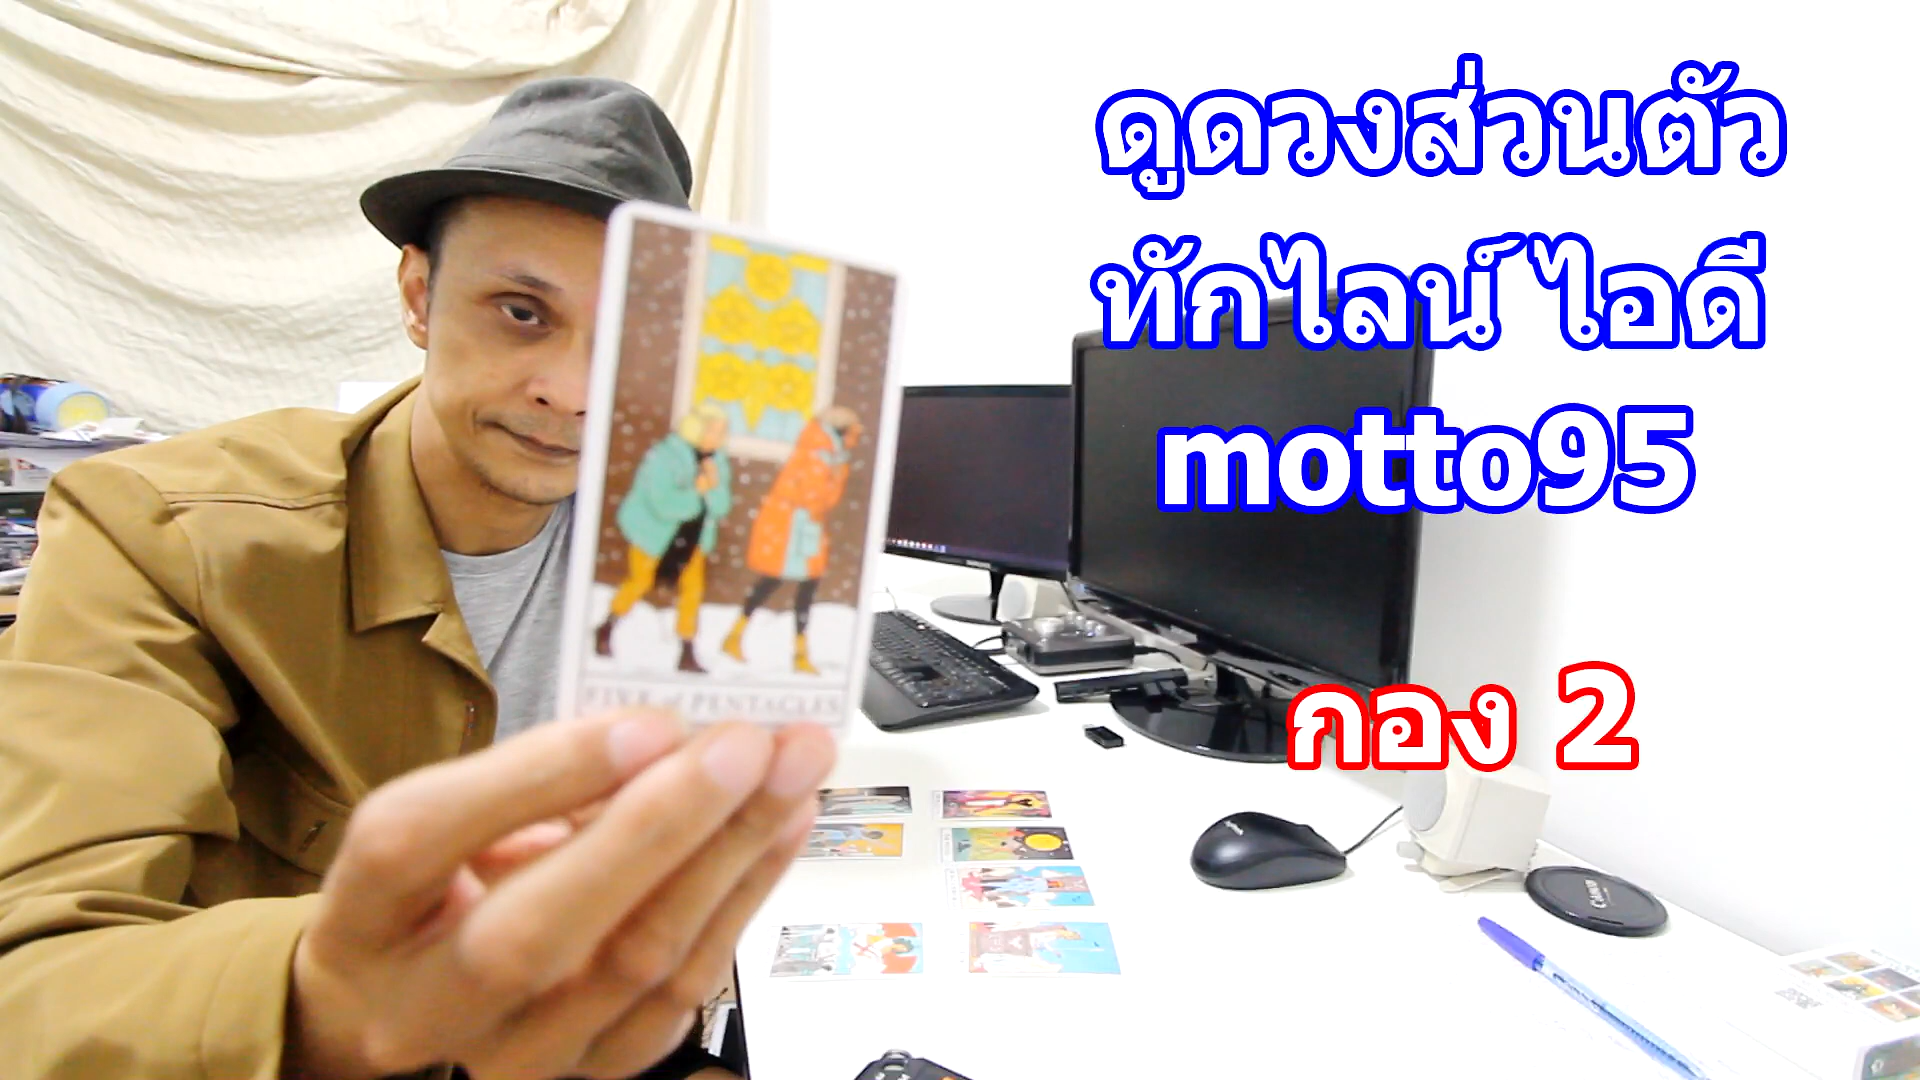 ดูดวงส่วนตัว
ทักไลน์ ไอดี
motto95
กอง 2
FIVE of PENTACLES
Canon